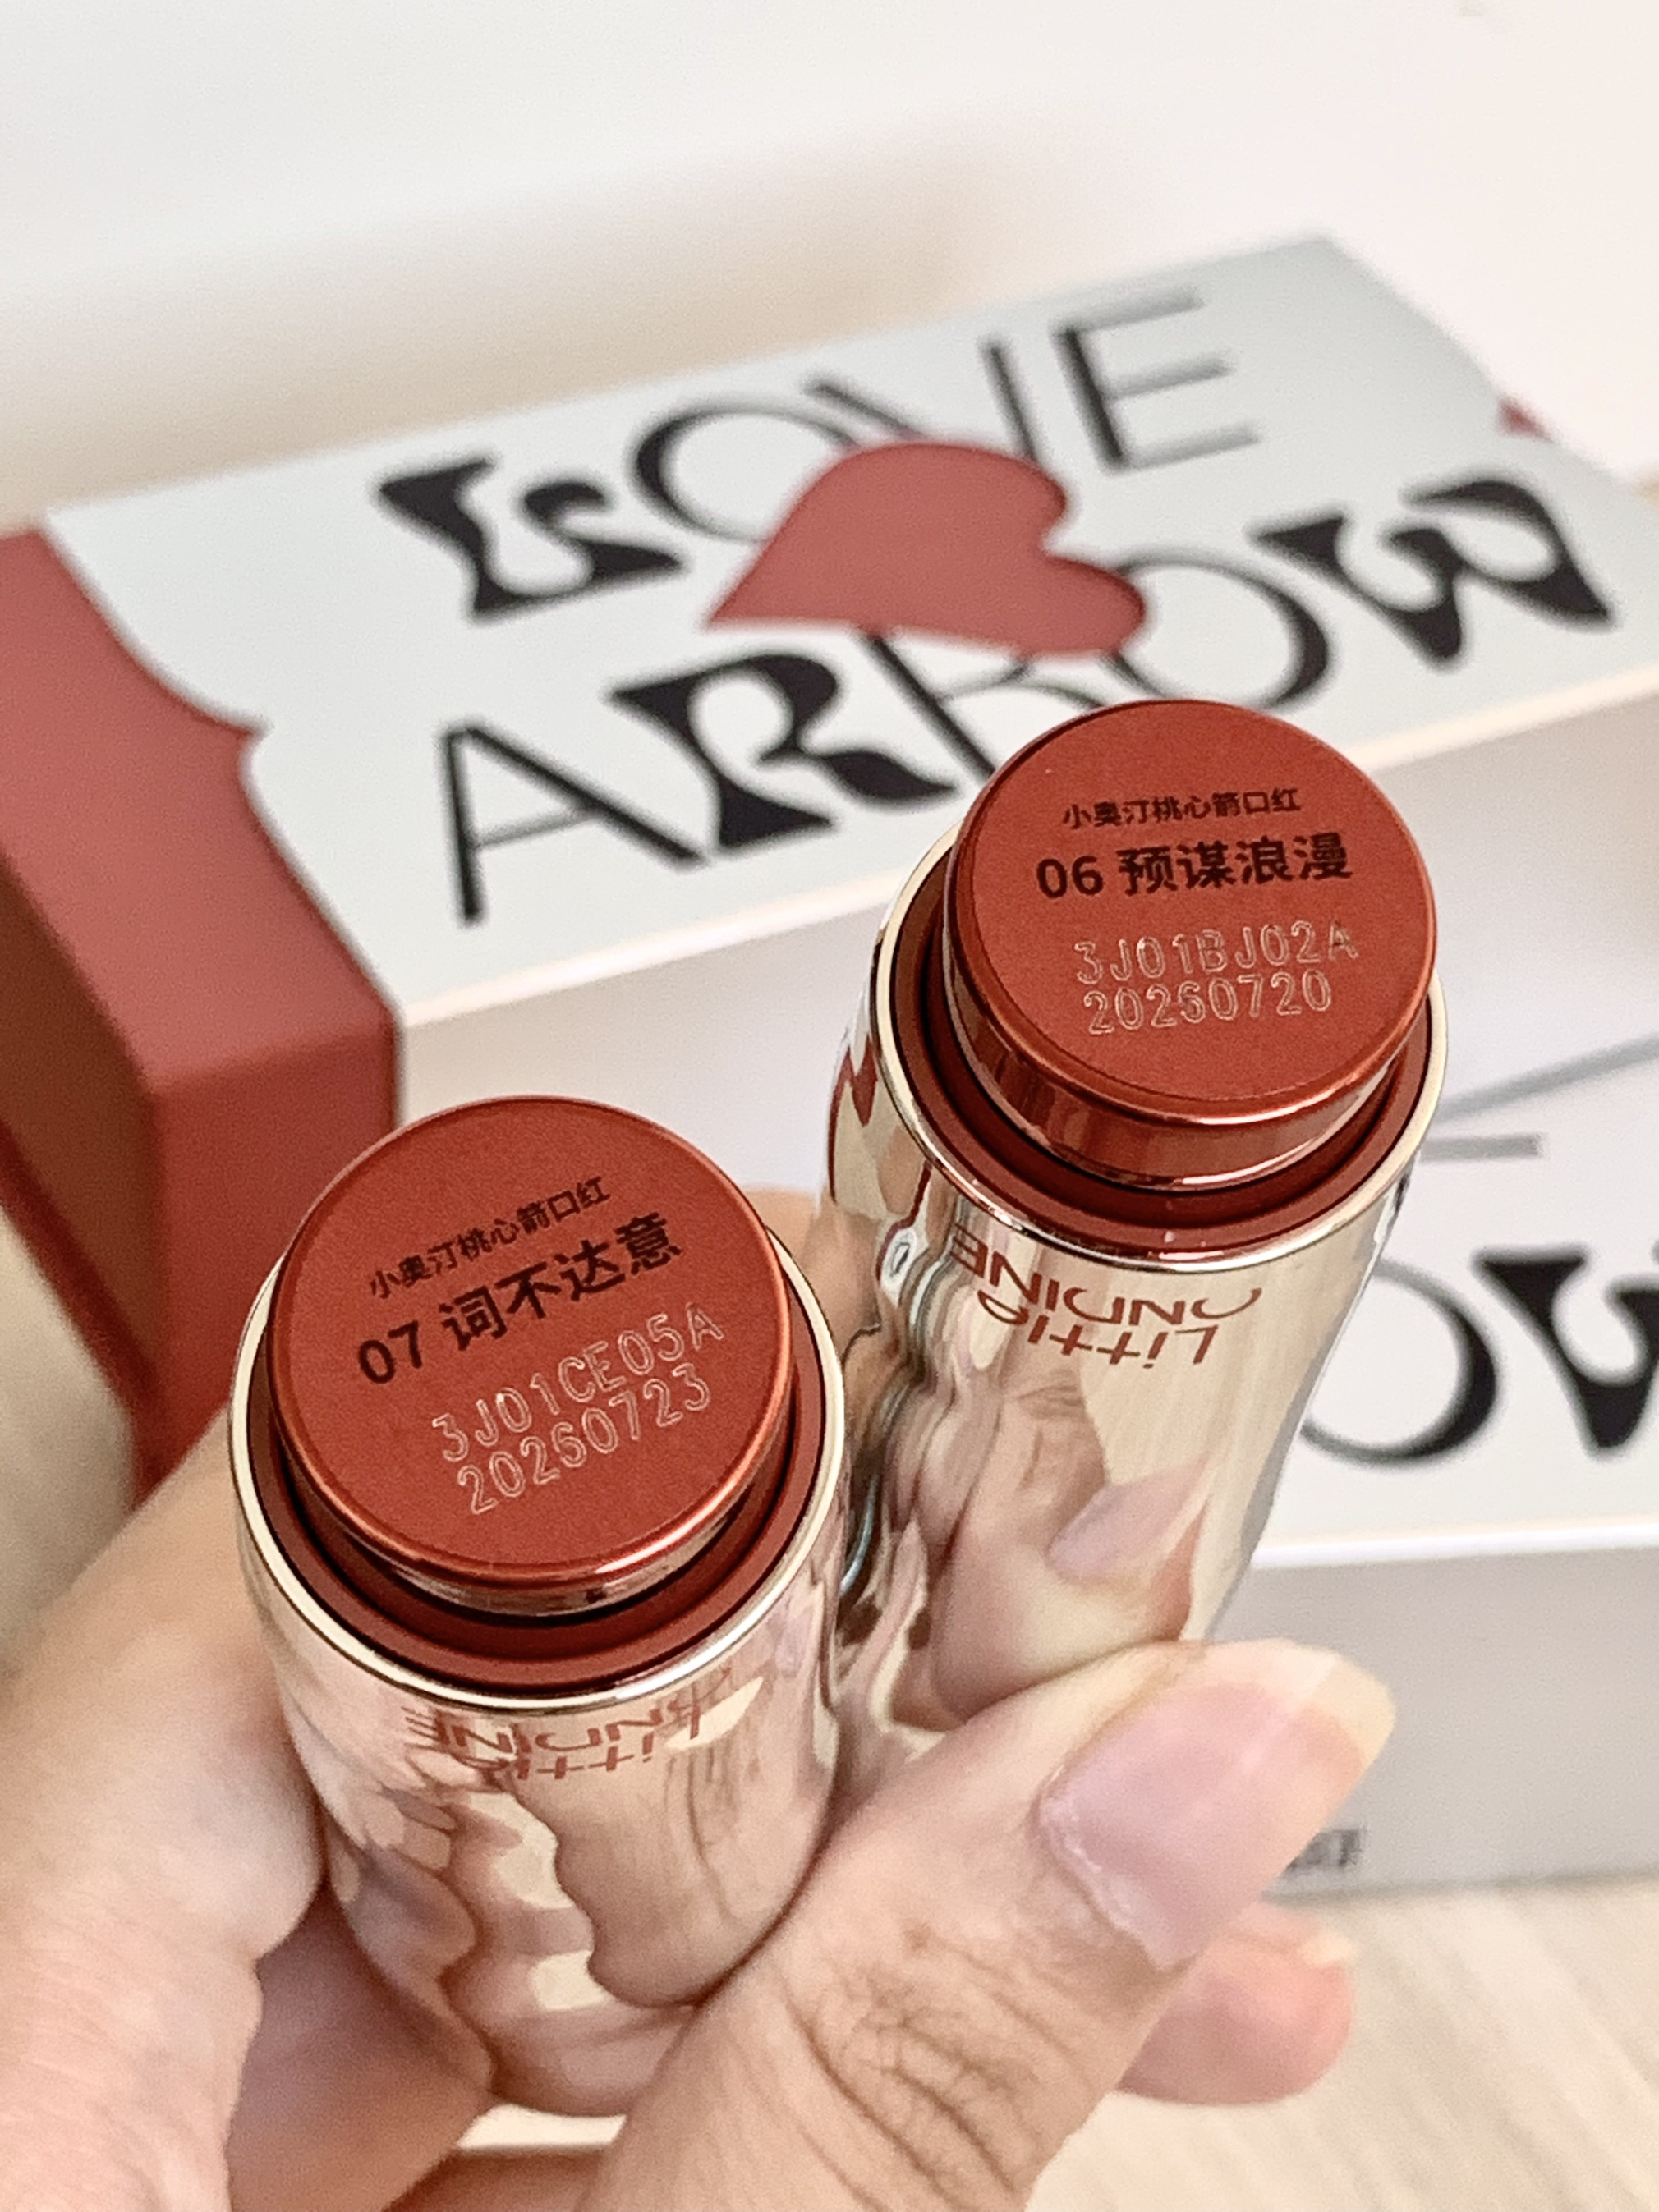 LOVE
ARROW
小奥汀桃心箭口红
06 预谋浪漫
3J01BJ02A
20260720
Little
ONDINE
小奥汀桃心箭口红
07 词不达意
3J01CE05A
20260723
Little
ONDINE